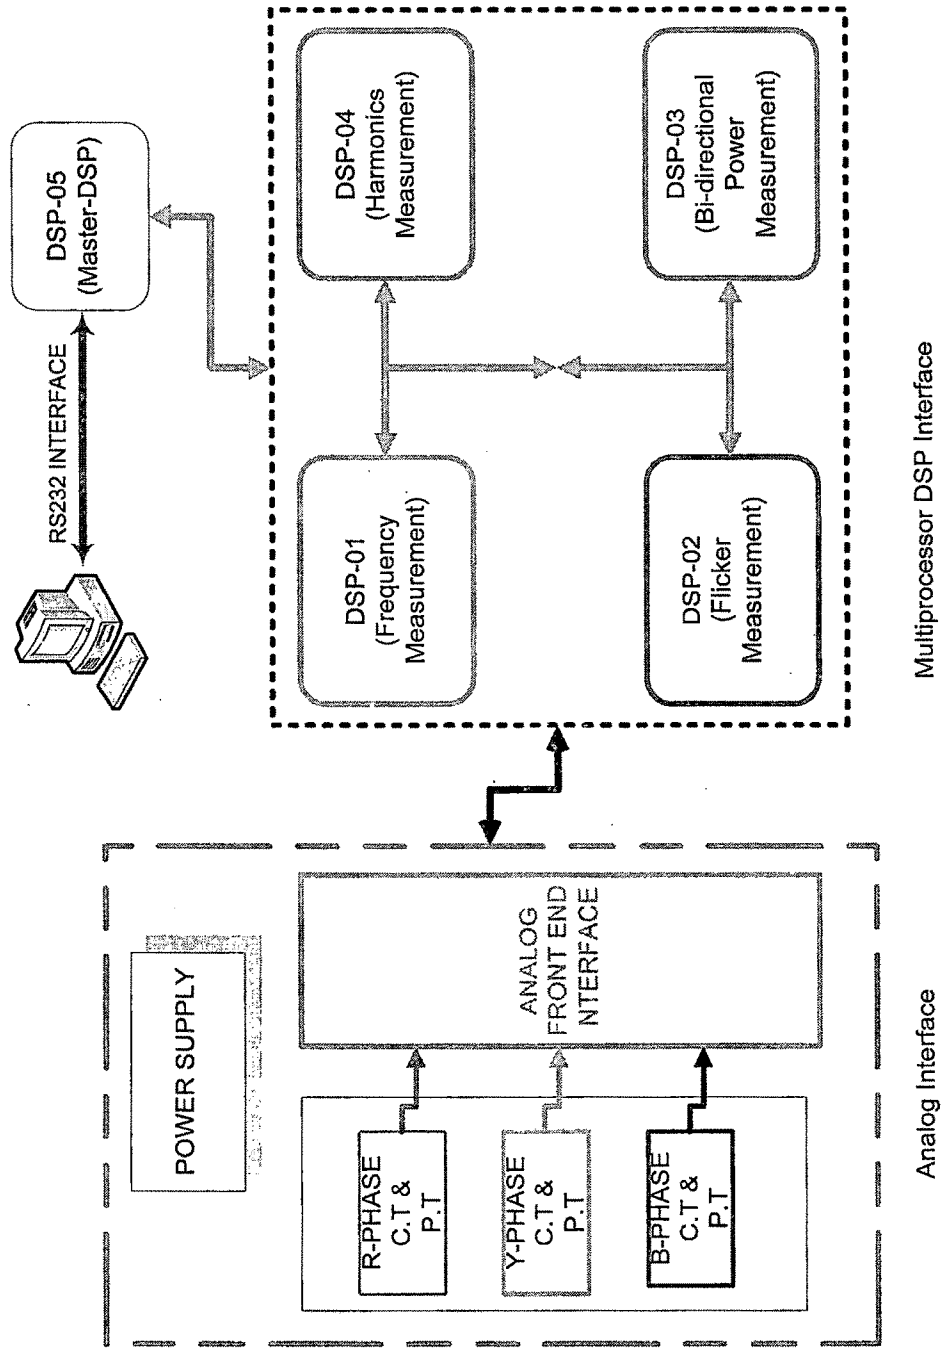 POWER SUPPLY
R-PHASE
C.T &
P.T
Y-PHASE
C.T &
P.T
B-PHASE
C.T &
P.T
ANALOG
FRONT END
NTERFACE
Analog Interface
RS232 INTERFACE
DSP-05
(Master-DSP)
DSP-01
(Frequency
Measurement)
DSP-04
(Harmonics
Measurement)
DSP-02
(Flicker
Measurement)
DSP-03
(Bi-directional
Power
Measurement)
Multiprocessor DSP Interface